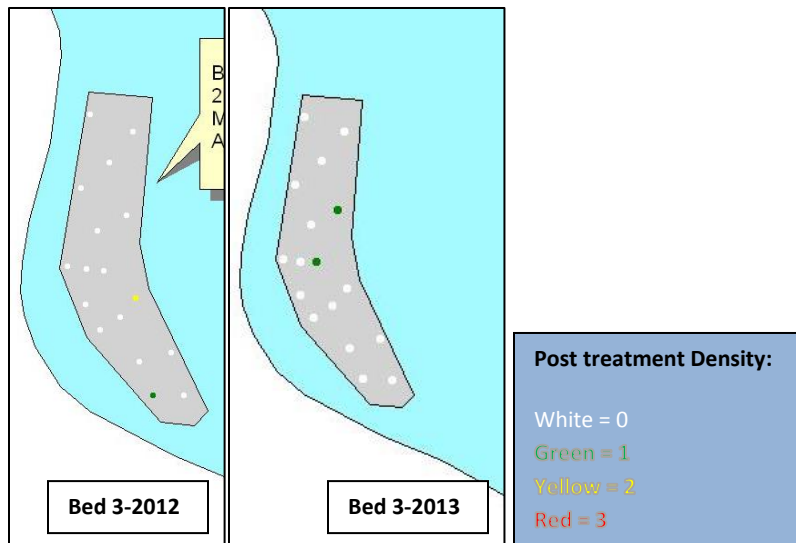 B
2
M
A
Bed 3-2012
Bed 3-2013
Post treatment Density:
White = 0
Green = 1
Yellow = 2
Red = 3